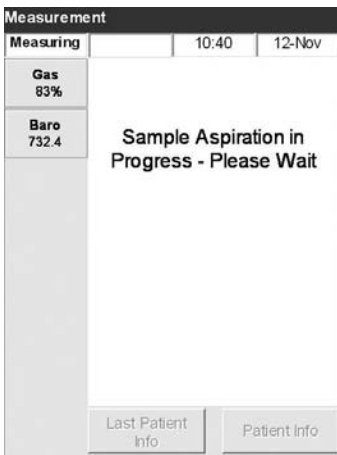 Measurement
Measuring 10:40 12-Nov
Gas
83%
Baro
732.4
Sample Aspiration in
Progress - Please Wait
Last Patient
Info
Patient Info